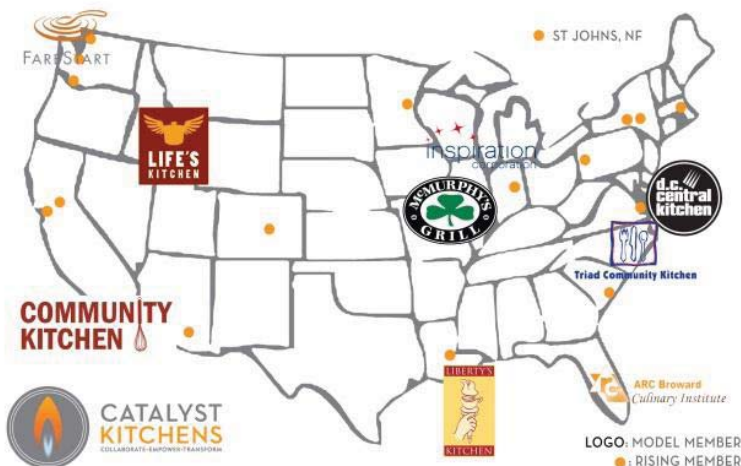 FARESTART
ST JOHNS, NF
LIFE'S
KITCHEN
inspiration
corporation
McMURPHY'S
GRILL
d.c.
central
kitchen
Triad Community Kitchen
COMMUNITY
KITCHEN
LIBERTY'S
KITCHEN
ARC Broward
Culinary Institute
CATALYST
KITCHENS
COLLABORATE•EMPOWER•TRANSFORM
LOGO: MODEL MEMBER
: RISING MEMBER